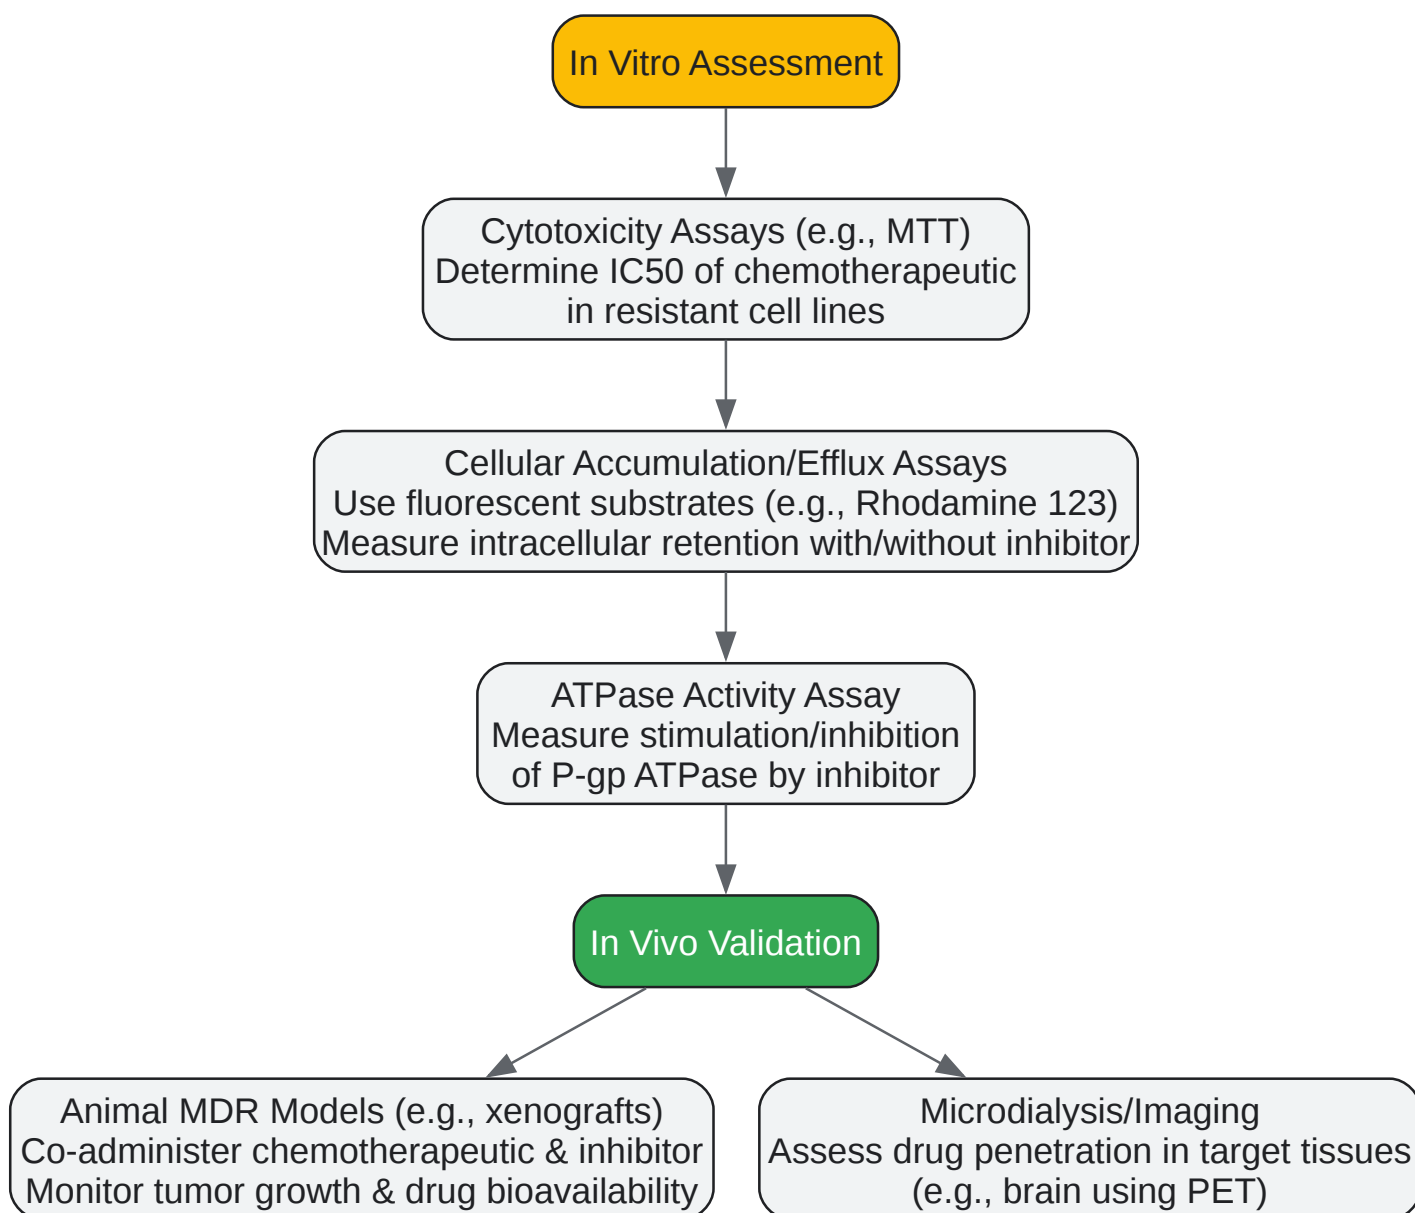 In Vitro Assessment
Cytotoxicity Assays (e.g., MTT)
Determine IC50 of chemotherapeutic
in resistant cell lines
Cellular Accumulation/Efflux Assays
Use fluorescent substrates (e.g., Rhodamine 123)
Measure intracellular retention with/without inhibitor
ATPase Activity Assay
Measure stimulation/inhibition
of P-gp ATPase by inhibitor
In Vivo Validation
Animal MDR Models (e.g., xenografts)
Co-administer chemotherapeutic & inhibitor
Monitor tumor growth & drug bioavailability
Microdialysis/Imaging
Assess drug penetration in target tissues
(e.g., brain using PET)